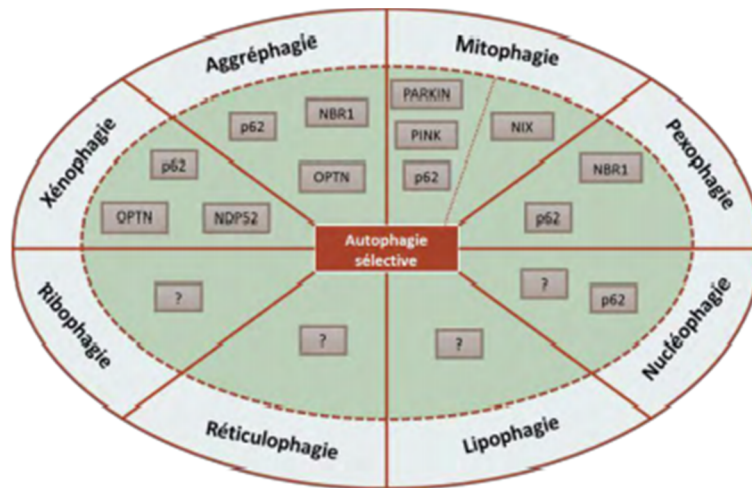 Aggréphagie
Mitophagie
Xénophagie
Pexophagie
PARKIN
NBR1
p62
NIX
PINK
p62
NBR1
OPTN
p62
OPTN
NDP52
p62
Autophagie
sélective
?
?
p62
?
?
Ribophagie
Nucléophagie
Réticulophagie
Lipophagie